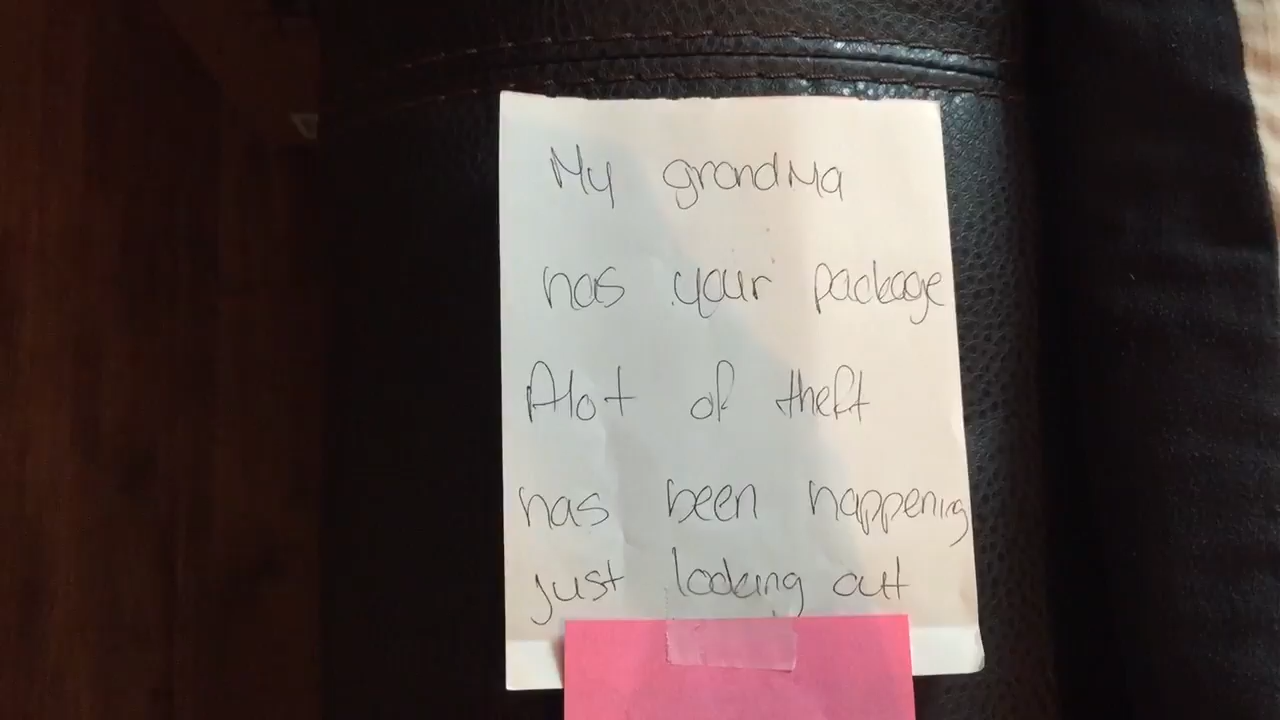 My grandma
has your package
Alot of theft
has been happening
just looking out